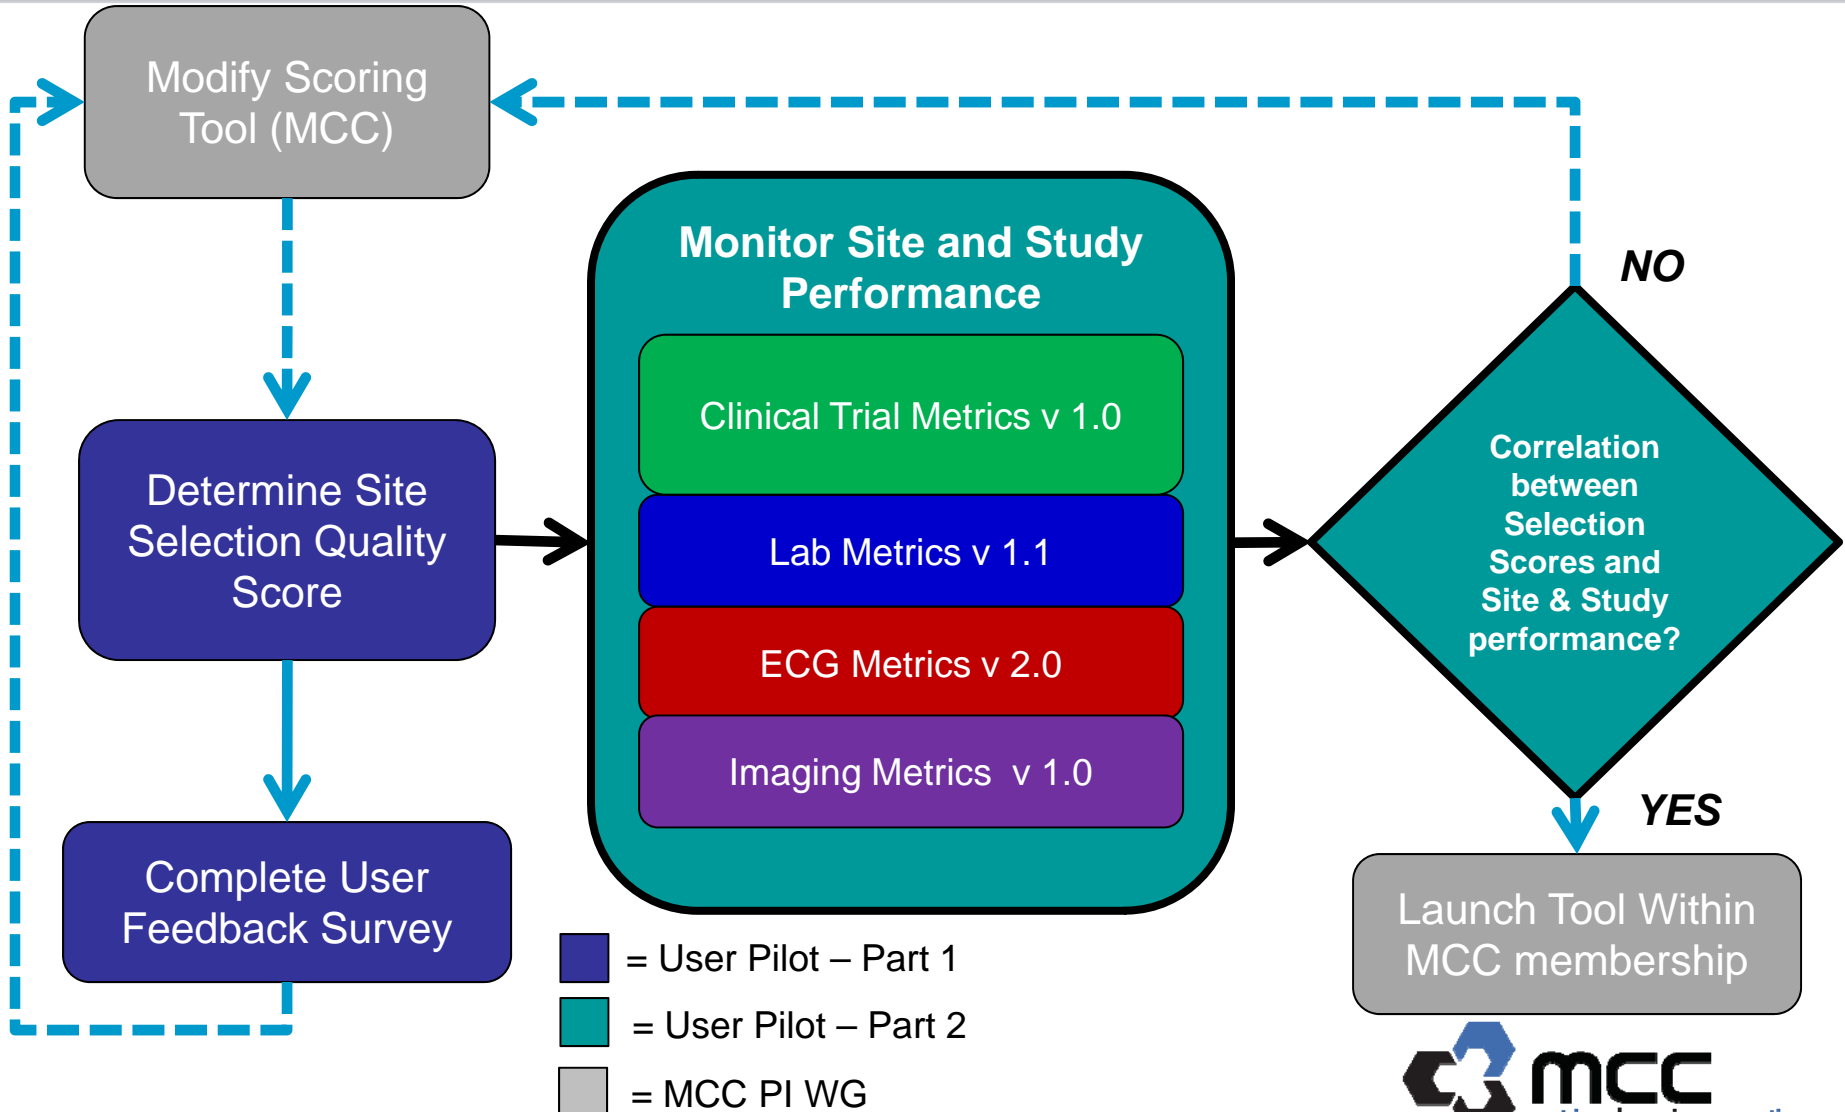 Modify Scoring
Tool (MCC)
Monitor Site and Study
Performance
Clinical Trial Metrics v 1.0
Lab Metrics v 1.1
ECG Metrics v 2.0
Imaging Metrics  v 1.0
Determine Site
Selection Quality
Score
Complete User
Feedback Survey
NO
Correlation
between
Selection
Scores and
Site & Study
performance?
YES
Launch Tool Within
MCC membership
= User Pilot – Part 1
= User Pilot – Part 2
= MCC PI WG
mcc